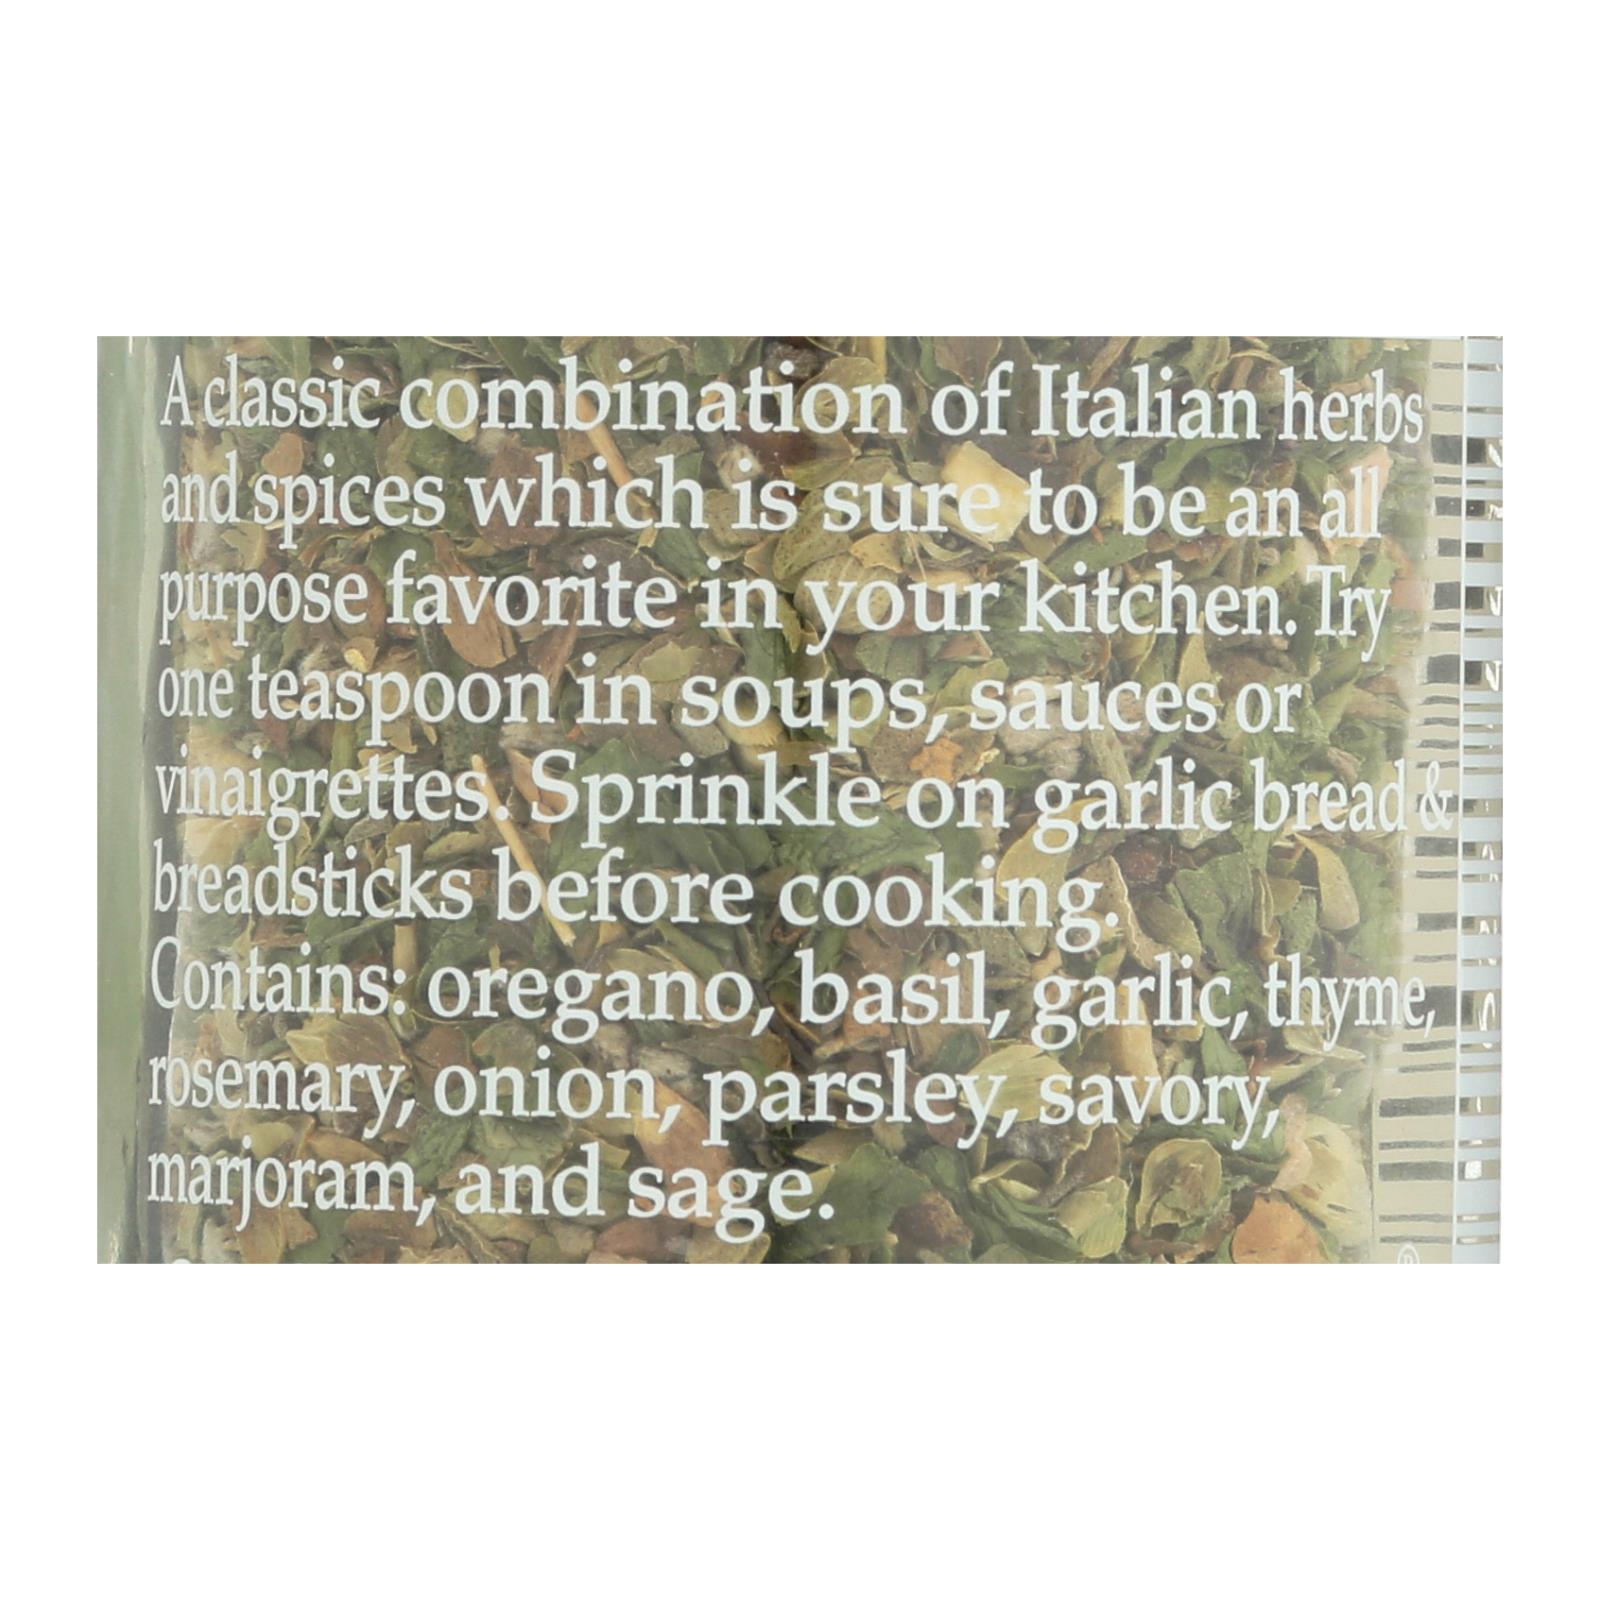 A classic combination of Italian herbs
and spices which is sure to be an all
purpose favorite in your kitchen. Try
one teaspoon in soups, sauces or
vinaigrettes. Sprinkle on garlic bread &
breadsticks before cooking.
Contains: oregano, basil, garlic, thyme,
rosemary, onion, parsley, savory,
marjoram, and sage.
®